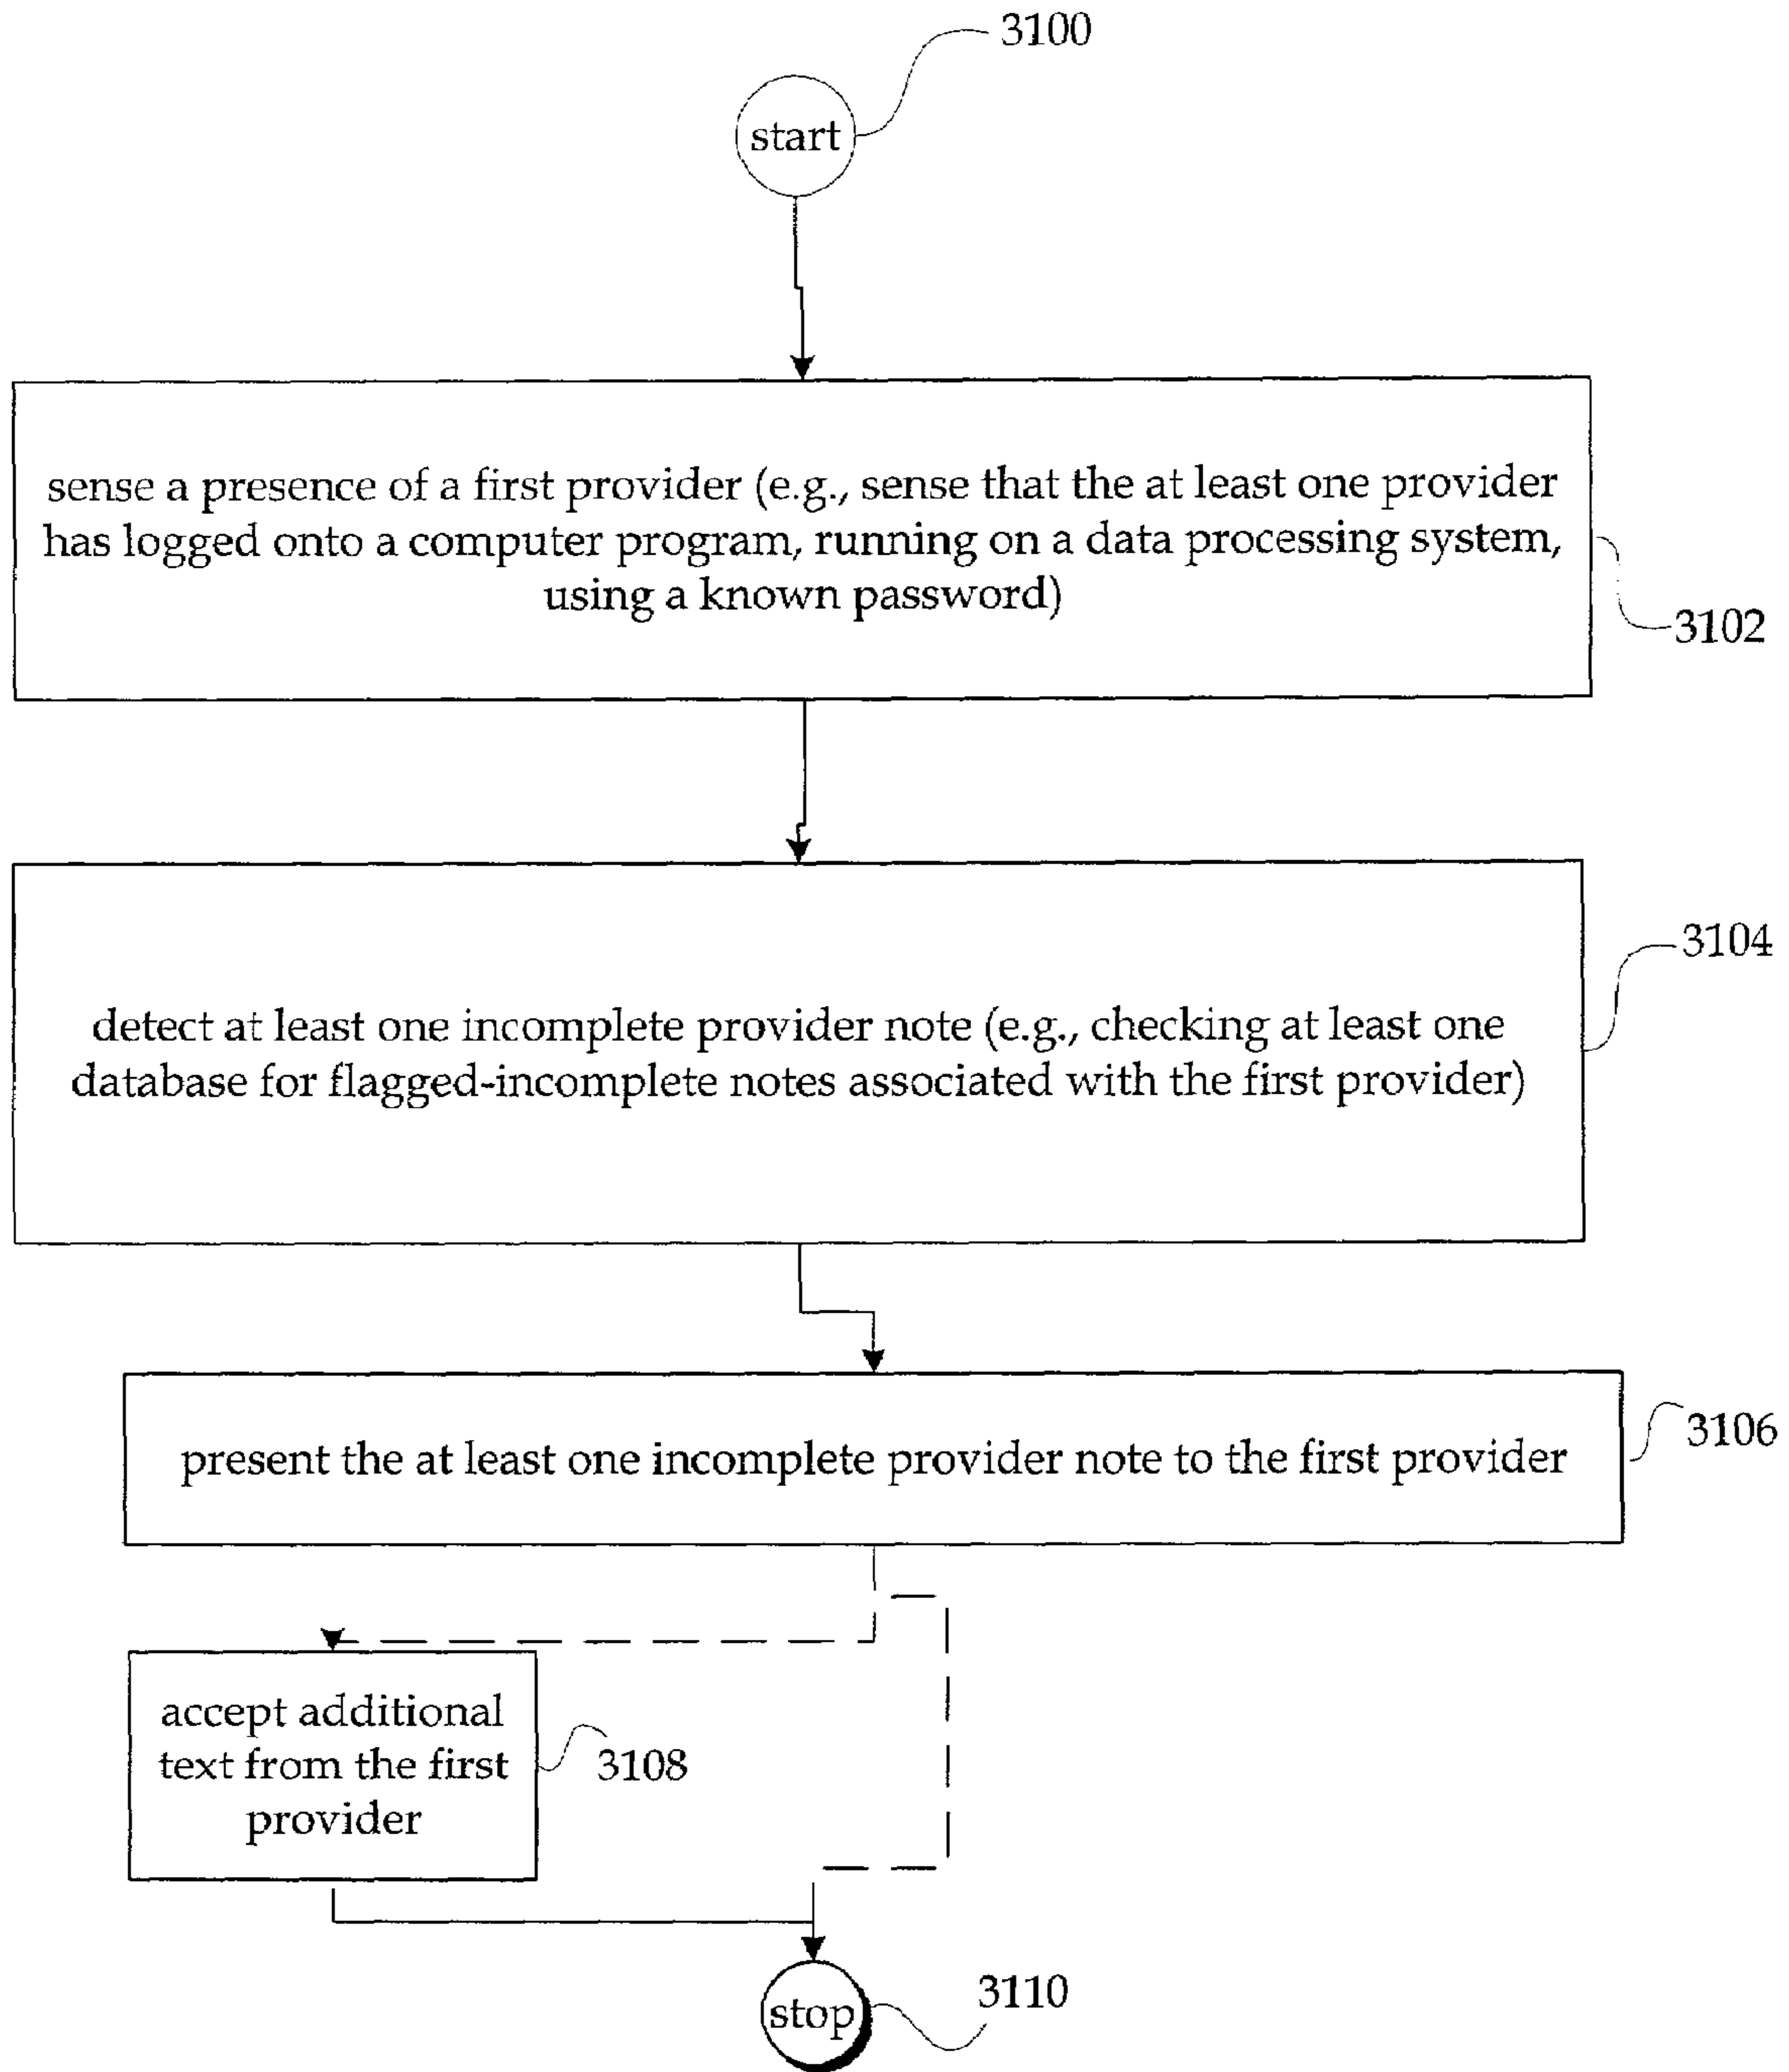 3100
start
sense a presence of a first provider (e.g., sense that the at least one provider
has logged onto a computer program, running on a data processing system,
using a known password)
3102
3104
detect at least one incomplete provider note (e.g., checking at least one
database for flagged-incomplete notes associated with the first provider)
3106
present the at least one incomplete provider note to the first provider
accept additional
text from the first
provider
3108
stop
3110